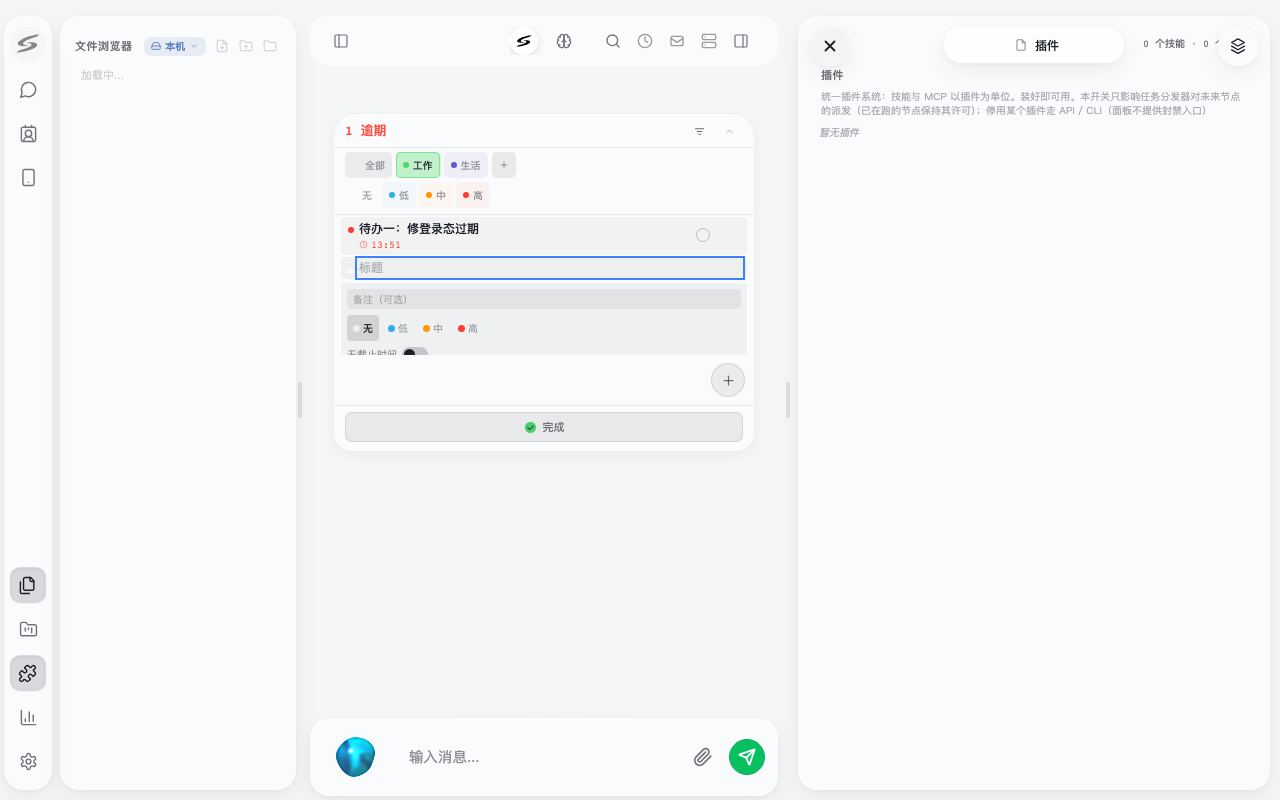 文件浏览器
本机
加载中...
1 逾期
全部
工作
生活
+
无
低
中
高
待办一：修登录态过期
13:51
标题
备注（可选）
无
低
中
高
无截止时间
+
完成
输入消息...
插件
0 个技能 · 0
插件
统一插件系统：技能与 MCP 以插件为单位。装好即可用。本开关只影响任务分发器对未来节点
的派发（已在跑的节点保持其许可）；停用某个插件走 API / CLI（面板不提供封禁入口）
暂无插件